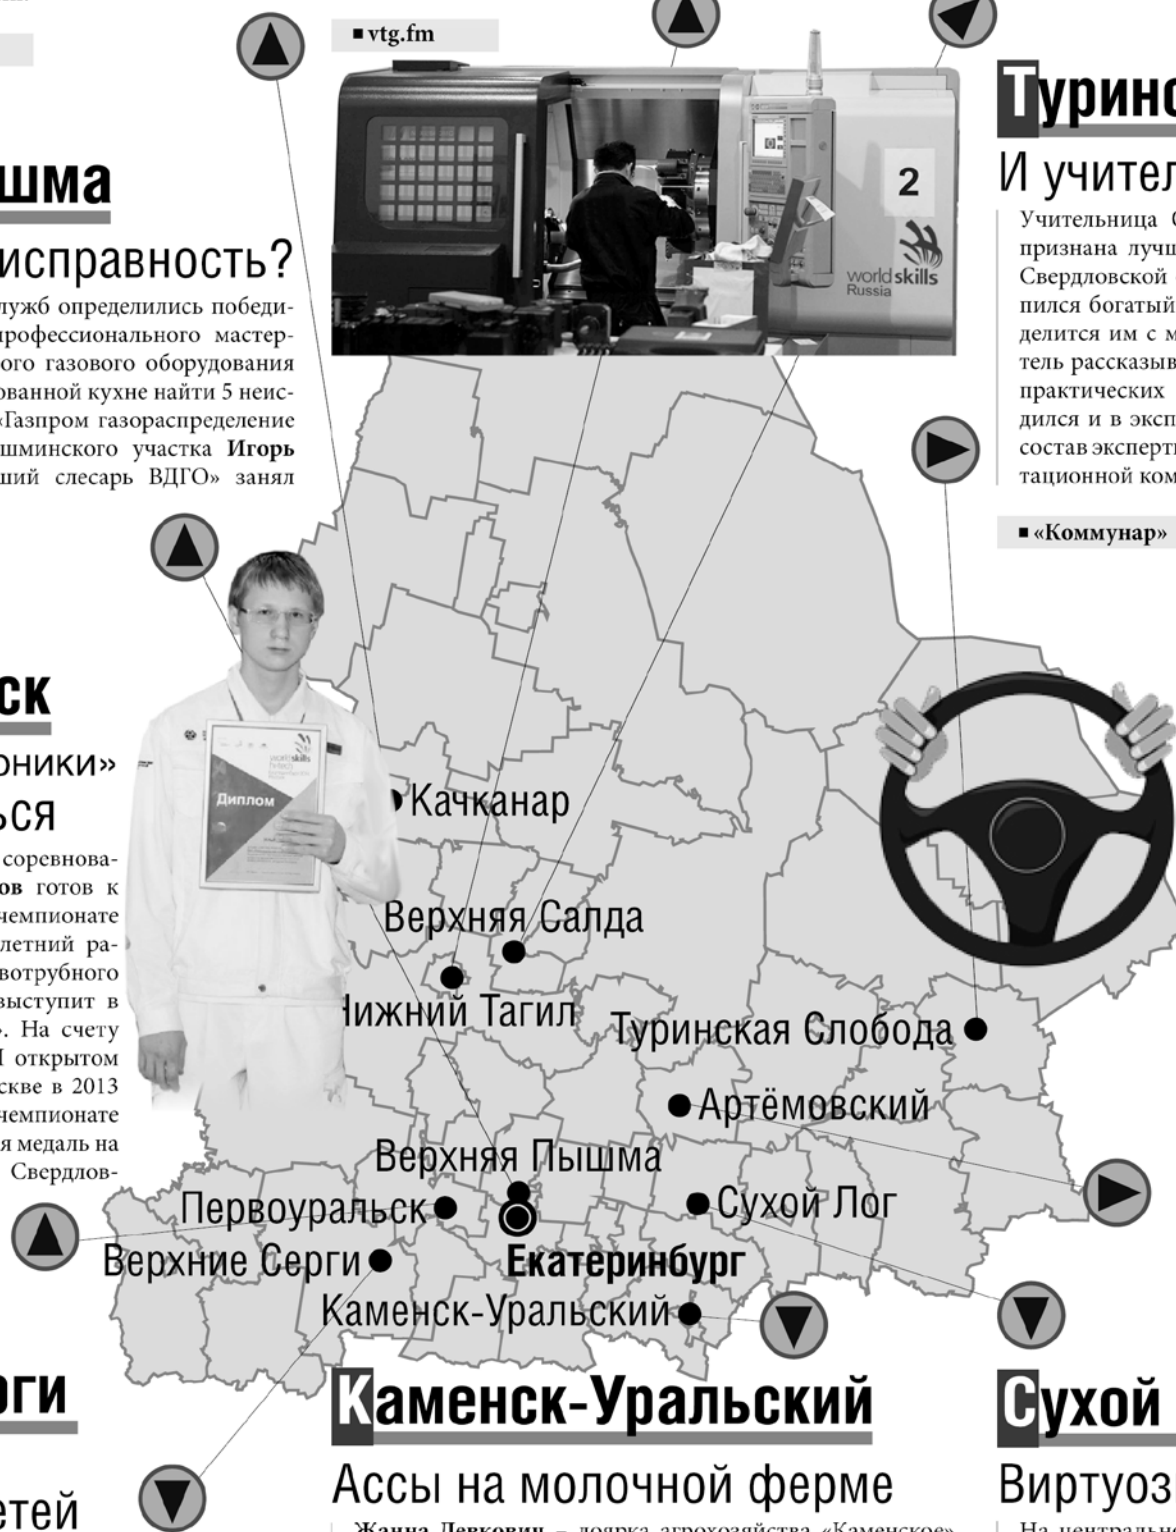 vtg.fm
шма
исправность?
лужб определились победи-
профессионального мастер-
ого газового оборудования
ованной кухне найти 5 неис-
«Газпром газораспределение
шминского участка Игорь
ший слесарь ВДГО» занял
2
worldskills
Russia
Туринс
И учител
Учительница
признана лучш
Свердловской
пился богатый
делится им с м
тель рассказыв
практических
дился и в эксп
состав эксперт
тационной ком
«Коммунар»
ск
оники»
ься
соревнова-
ов готов к
чемпионате
летний ра-
вотрубного
выступит в
». На счету
I открытом
скве в 2013
чемпионате
я медаль на
Свердлов-
worldskills
Диплом
Качканар
Верхняя Салда
Нижний Тагил
Туринская Слобода
Артёмовский
Верхняя Пышма
Первоуральск
Сухой Лог
Верхние Серги
Екатеринбург
Каменск-Уральский
рги
етей
Каменск-Уральский
Ассы на молочной ферме
Жанна Левкович – доярка агрохозяйства «Каменское»
Сухой
Виртуоз
На центральн